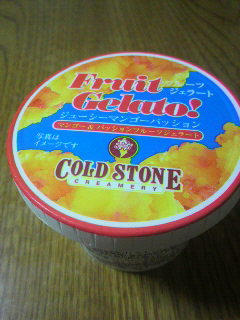 Fruit
Gelato!
フルーツ
ジェラート
ジューシーマンゴーパッション
マンゴー&パッションフルーツジェラート
写真は
イメージです
COLD STONE
CREAMERY